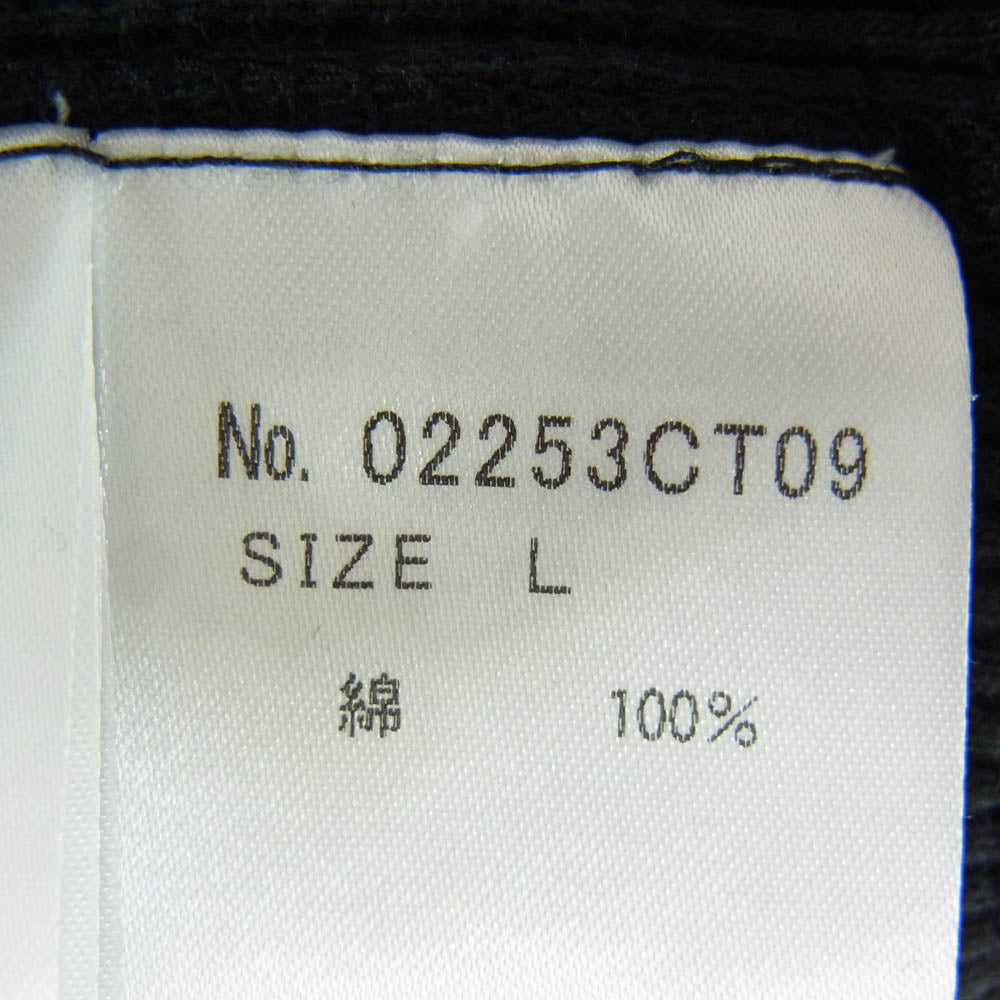 No. 02253CT09
SIZE L
綿 100%